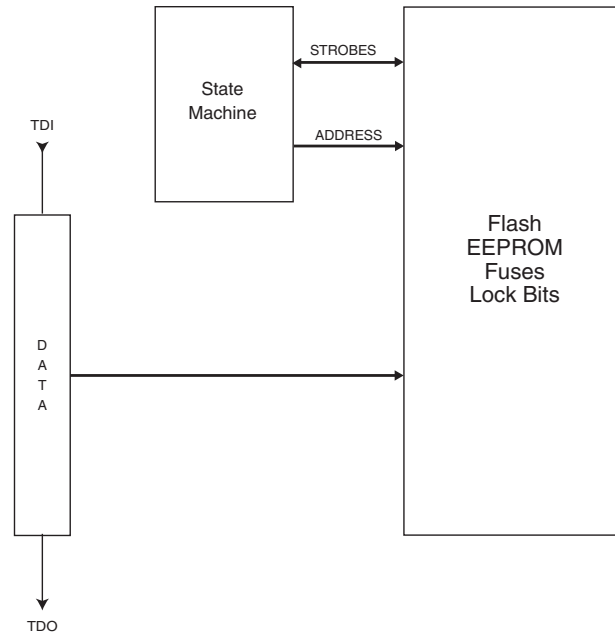 STROBES
State
Machine
ADDRESS
TDI
Flash
EEPROM
Fuses
Lock Bits
D
A
T
A
TDO